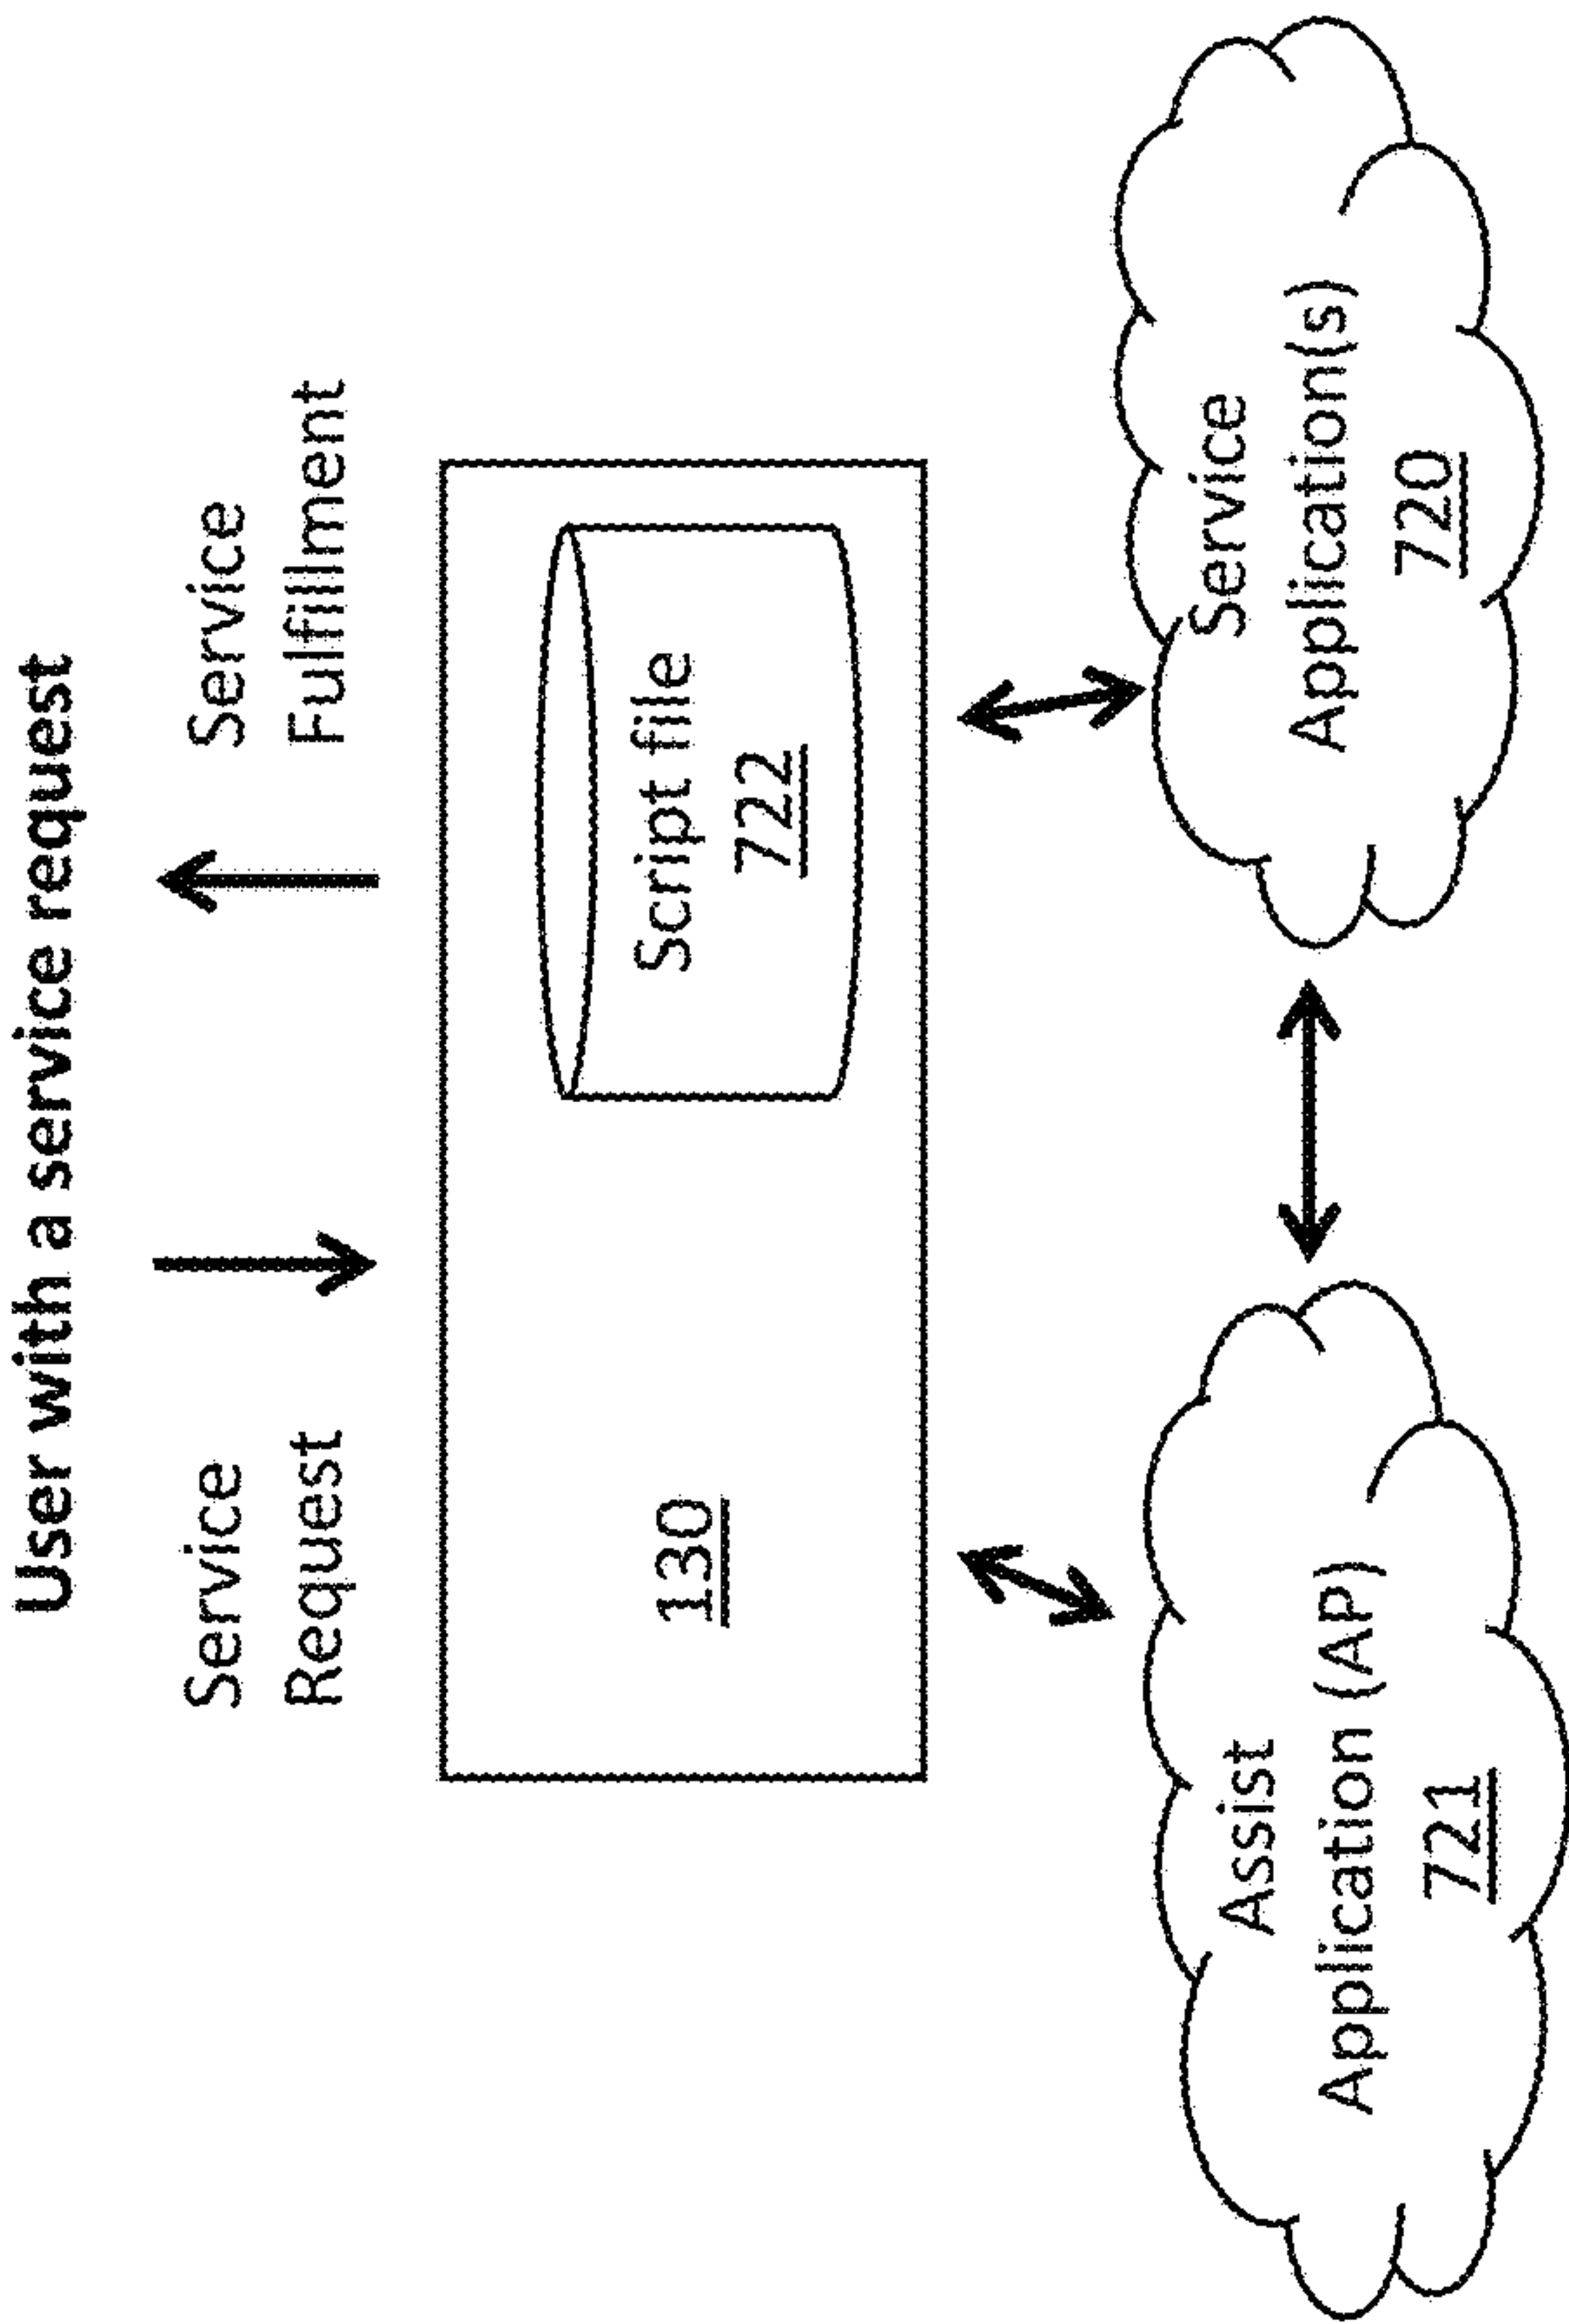 User with a service request
Service
Request
Service
Fulfillment
130
Script file
722
Assist
Application (AP)
721
Service
Application(s)
720